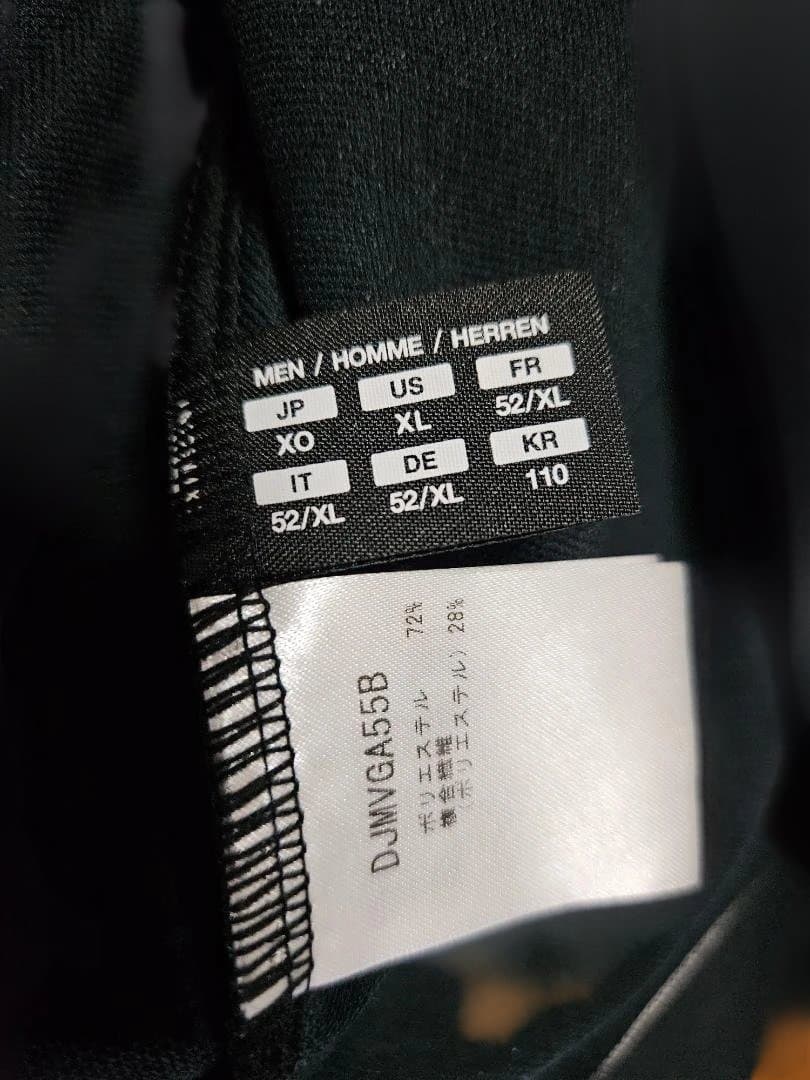 MEN / HOMME / HERREN
JP US FR
XO XL 52/XL
IT DE KR
52/XL 52/XL 110
DJMVGA55B
ポリエステル 72%
複合繊維
(ポリエステル) 28%